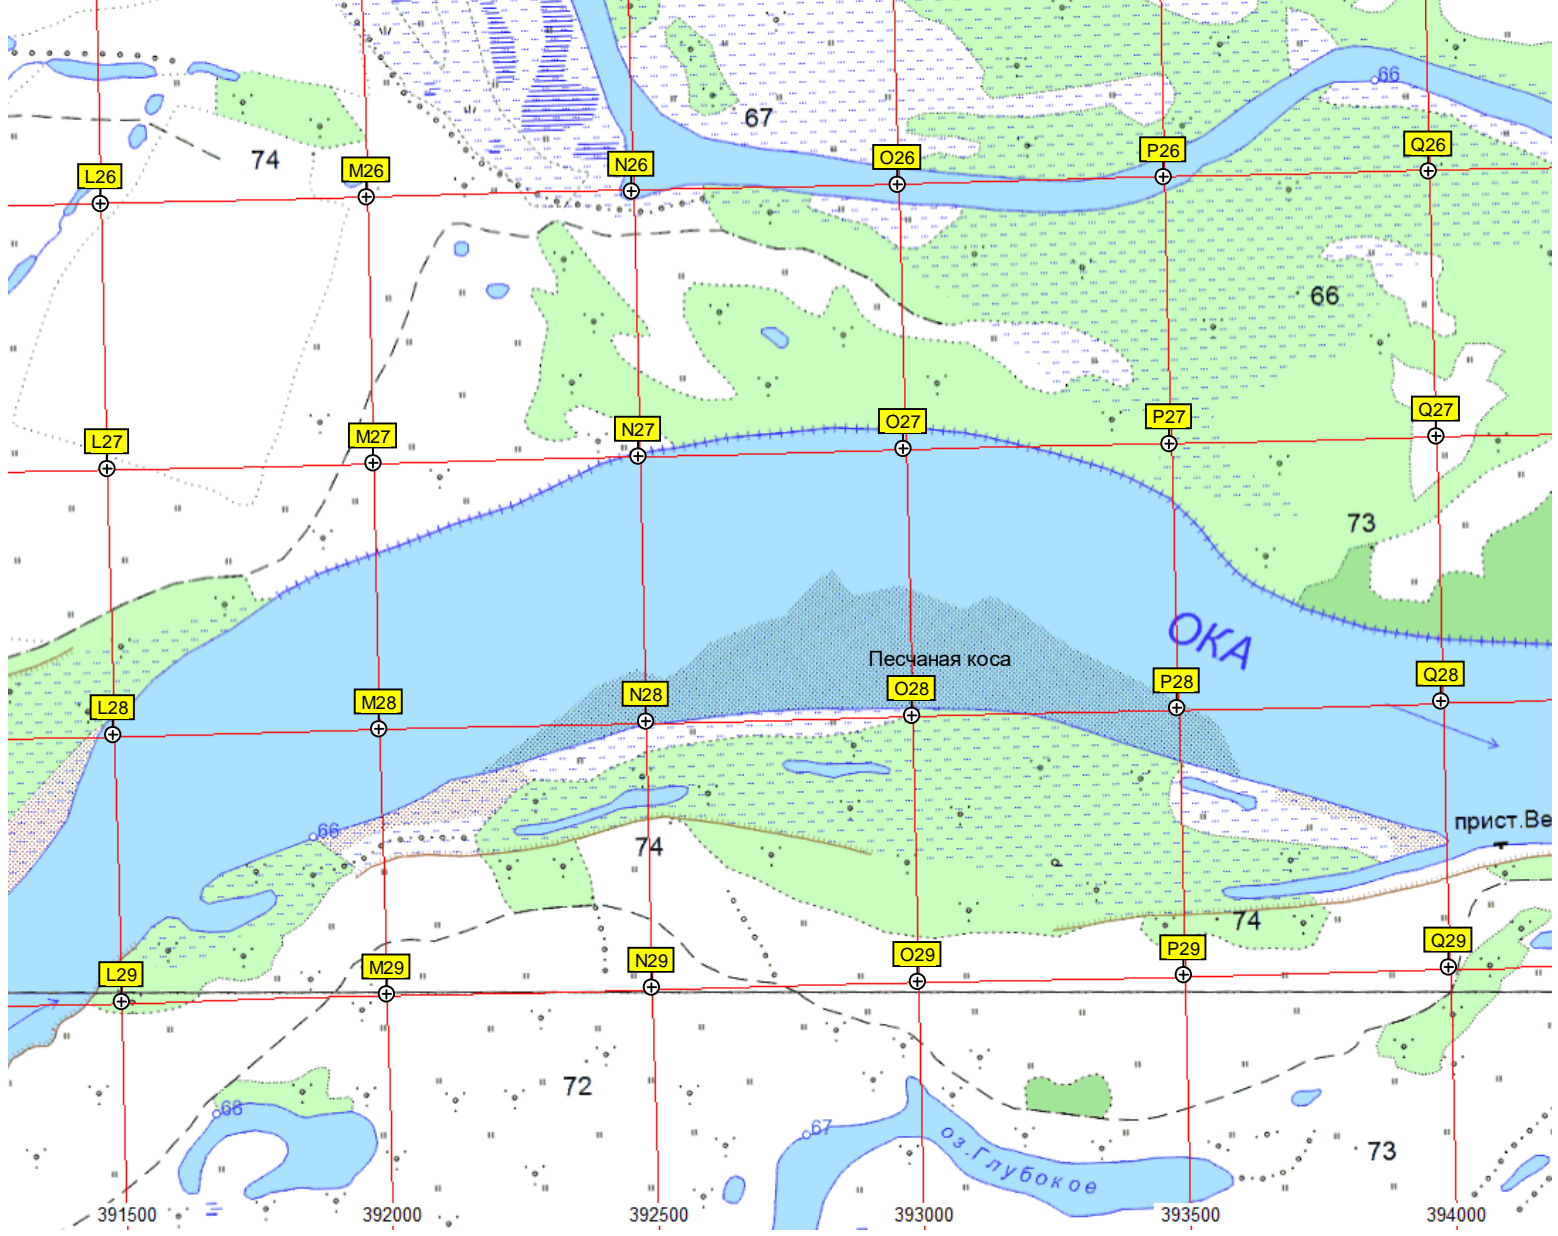 66
67
74
L26
M26
N26
O26
P26
Q26
66
L27
M27
N27
O27
P27
Q27
73
ОКА
Песчаная коса
L28
M28
N28
O28
P28
Q28
66
прист.Ве
74
74
L29
M29
N29
O29
P29
Q29
72
68
67
оз.Глубокое
73
391500
392000
392500
393000
393500
394000